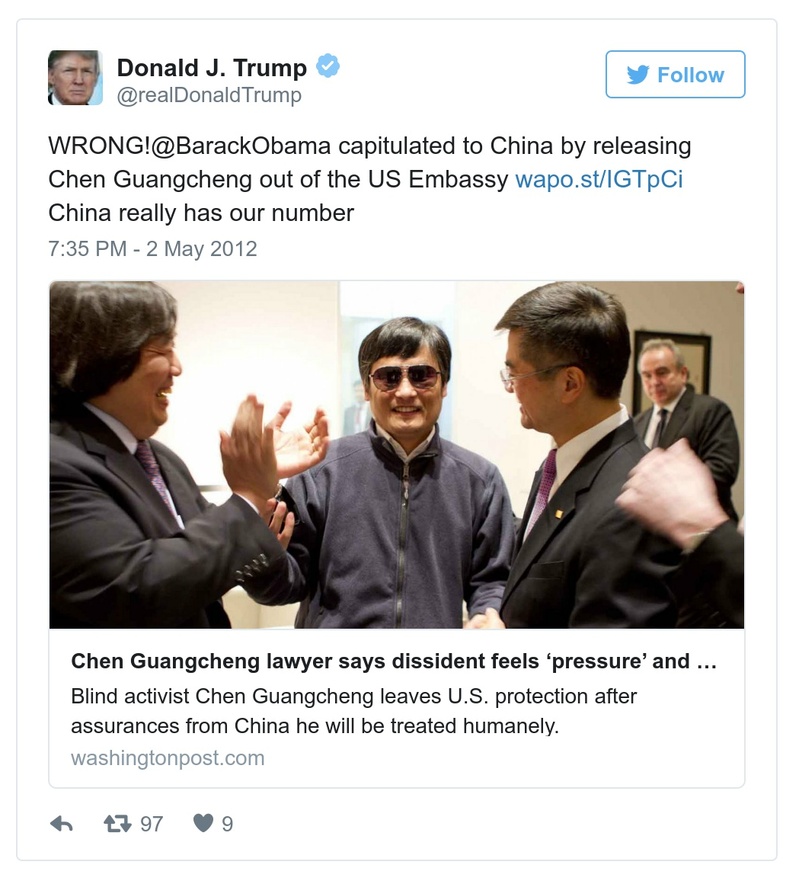 Donald J. Trump
Follow
@realDonaldTrump
WRONG!@BarackObama capitulated to China by releasing
Chen Guangcheng out of the US Embassy wapo.st/IGTpCi
China really has our number
7:35 PM - 2 May 2012
Chen Guangcheng lawyer says dissident feels ‘pressure’ and …
Blind activist Chen Guangcheng leaves U.S. protection after
assurances from China he will be treated humanely.
washingtonpost.com
97 9